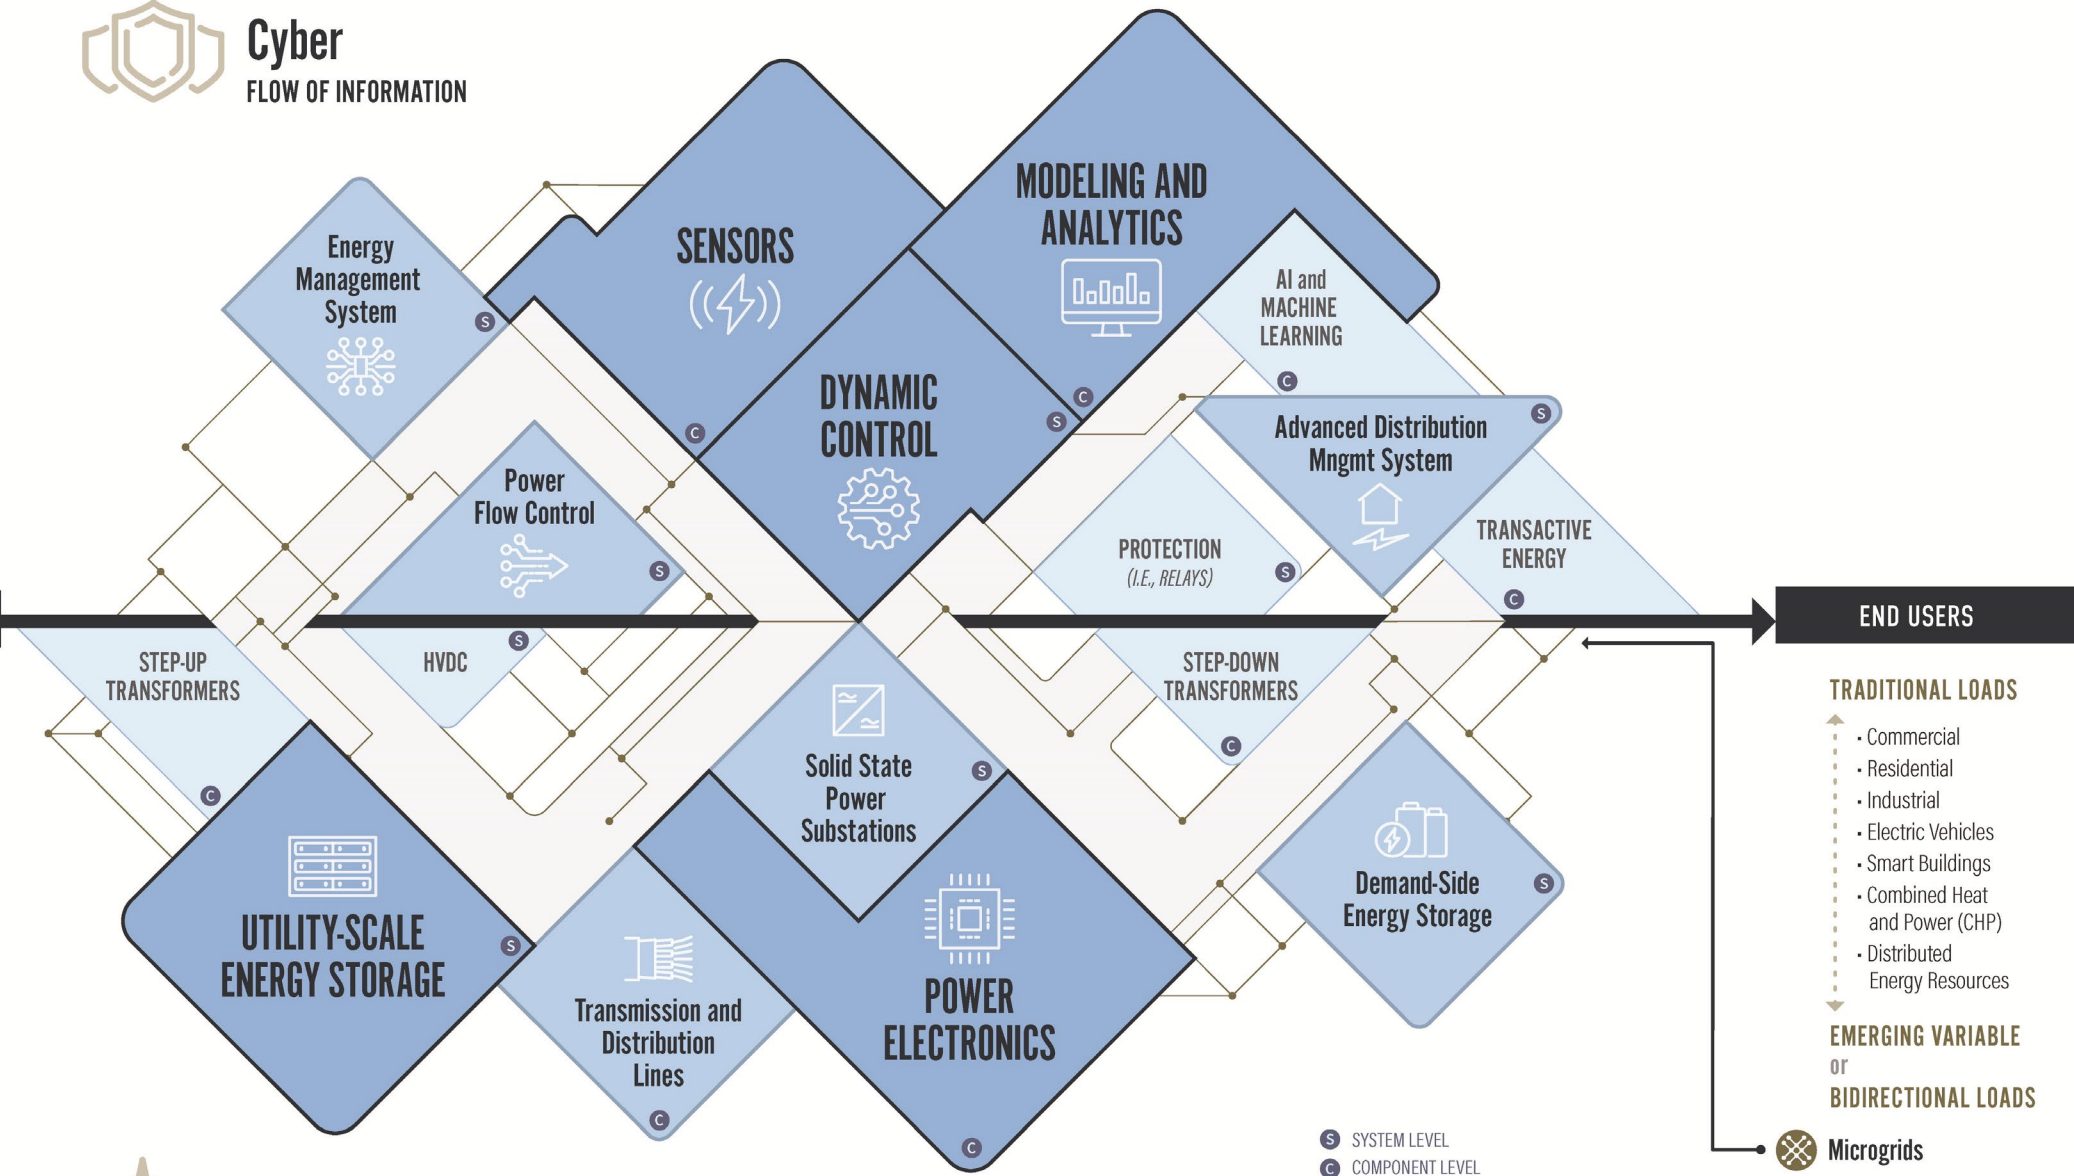 Cyber
FLOW OF INFORMATION
MODELING AND
ANALYTICS
C
SENSORS
C
Energy
Management
System
S
AI and
MACHINE
LEARNING
C
DYNAMIC
CONTROL
S
Advanced Distribution
Mngmt System
S
Power
Flow Control
S
PROTECTION
(I.E., RELAYS)
S
TRANSACTIVE
ENERGY
C
END USERS
STEP-UP
TRANSFORMERS
C
HVDC
S
STEP-DOWN
TRANSFORMERS
C
Solid State
Power
Substations
S
UTILITY-SCALE
ENERGY STORAGE
S
Transmission and
Distribution
Lines
C
POWER
ELECTRONICS
C
Demand-Side
Energy Storage
S
TRADITIONAL LOADS
· Commercial
· Residential
· Industrial
· Electric Vehicles
· Smart Buildings
· Combined Heat
and Power (CHP)
· Distributed
Energy Resources
EMERGING VARIABLE
or
BIDIRECTIONAL LOADS
Microgrids
S SYSTEM LEVEL
C COMPONENT LEVEL